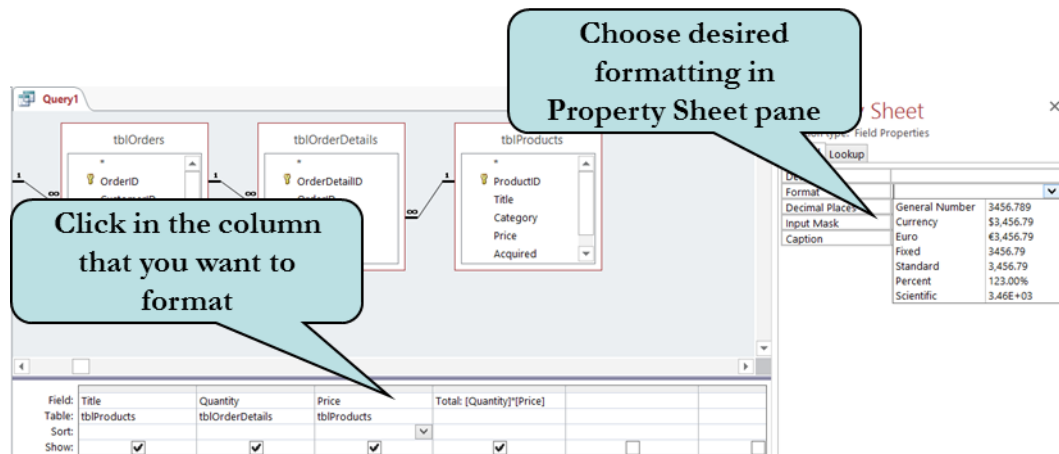 Choose desired
formatting in
Property Sheet pane
Query1
Sheet
type: Field Properties
Lookup
tblOrders
tblOrderDetails
tblProducts
*
*
*
OrderID
OrderDetailID
ProductID
Title
Category
Price
Acquired
1
∞
1
∞
∞
1
Click in the column
that you want to
format
Format
Decimal Places
Input Mask
Caption
General Number 3456.789
Currency $3,456.79
Euro €3,456.79
Fixed 3456.79
Standard 3,456.79
Percent 123.00%
Scientific 3.46E+03
Field: Title Quantity Price Total: [Quantity]*[Price]
Table: tblProducts tblOrderDetails tblProducts
Sort:
Show: